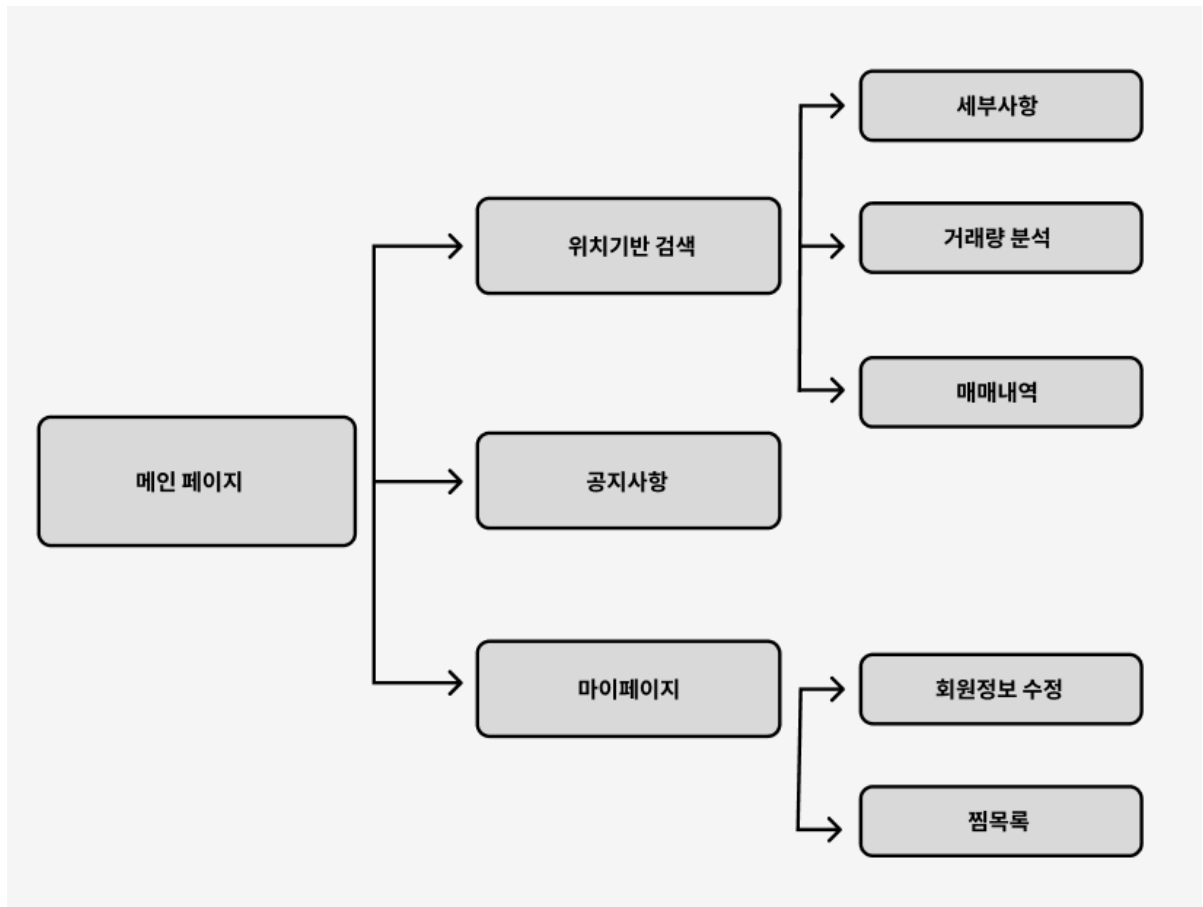 메인 페이지
위치기반 검색
세부사항
거래량 분석
매매내역
공지사항
마이페이지
회원정보 수정
찜목록